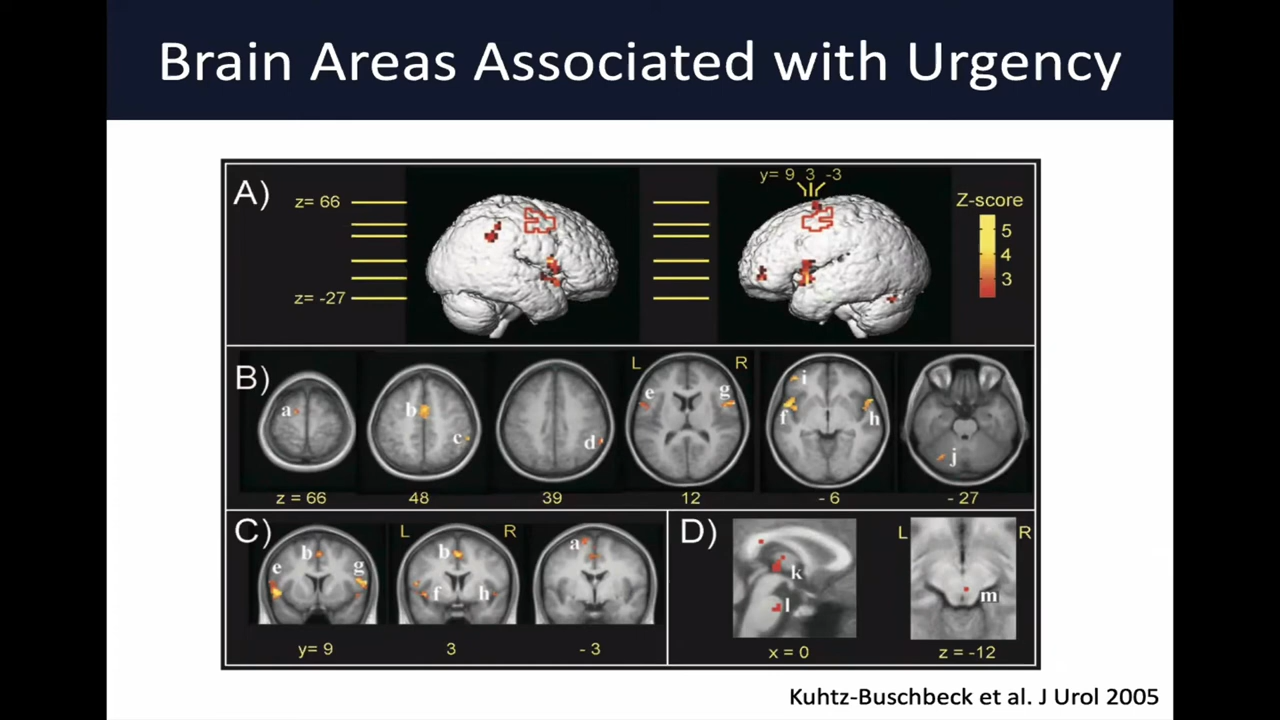 Brain Areas Associated with Urgency
A)
y= 9 3 -3
z= 66
z= -27
Z-score
5
4
3
B)
L
R
a
b
c
d
e
g
f
i
h
j
z = 66
48
39
12
- 6
- 27
C)
L
R
e
b
g
b
f
h
a
y= 9
3
- 3
D)
k
l
L
R
m
x = 0
z = -12
Kuhtz-Buschbeck et al. J Urol 2005